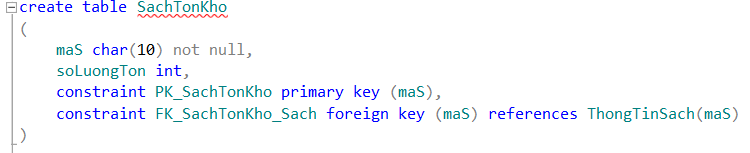 create table SachTonKho
(
maS char(10) not null,
soLuongTon int,
constraint PK_SachTonKho primary key (maS),
constraint FK_SachTonKho_Sach foreign key (maS) references ThongTinSach(maS)
)